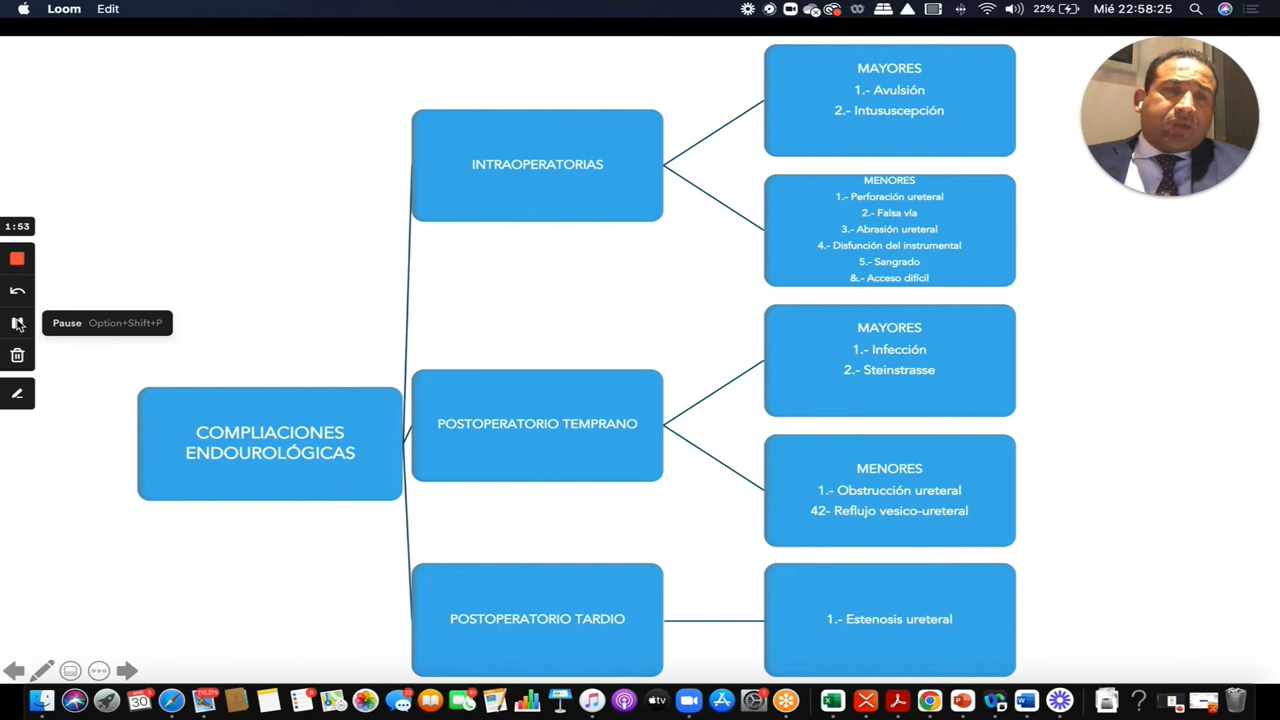 Loom Edit
22% Mié 22:58:25
MAYORES
1.- Avulsión
2.- Intususcepción
INTRAOPERATORIAS
MENORES
1.- Perforación ureteral
2.- Falsa vía
3.- Abrasión ureteral
4.- Disfunción del instrumental
5.- Sangrado
&.- Acceso difícil
1:53
Pause Option+Shift+P
MAYORES
1.- Infección
2.- Steinstrasse
POSTOPERATORIO TEMPRANO
COMPLIACIONES
ENDOUROLÓGICAS
MENORES
1.- Obstrucción ureteral
42- Reflujo vesico-ureteral
POSTOPERATORIO TARDIO
1.- Estenosis ureteral
30
tv